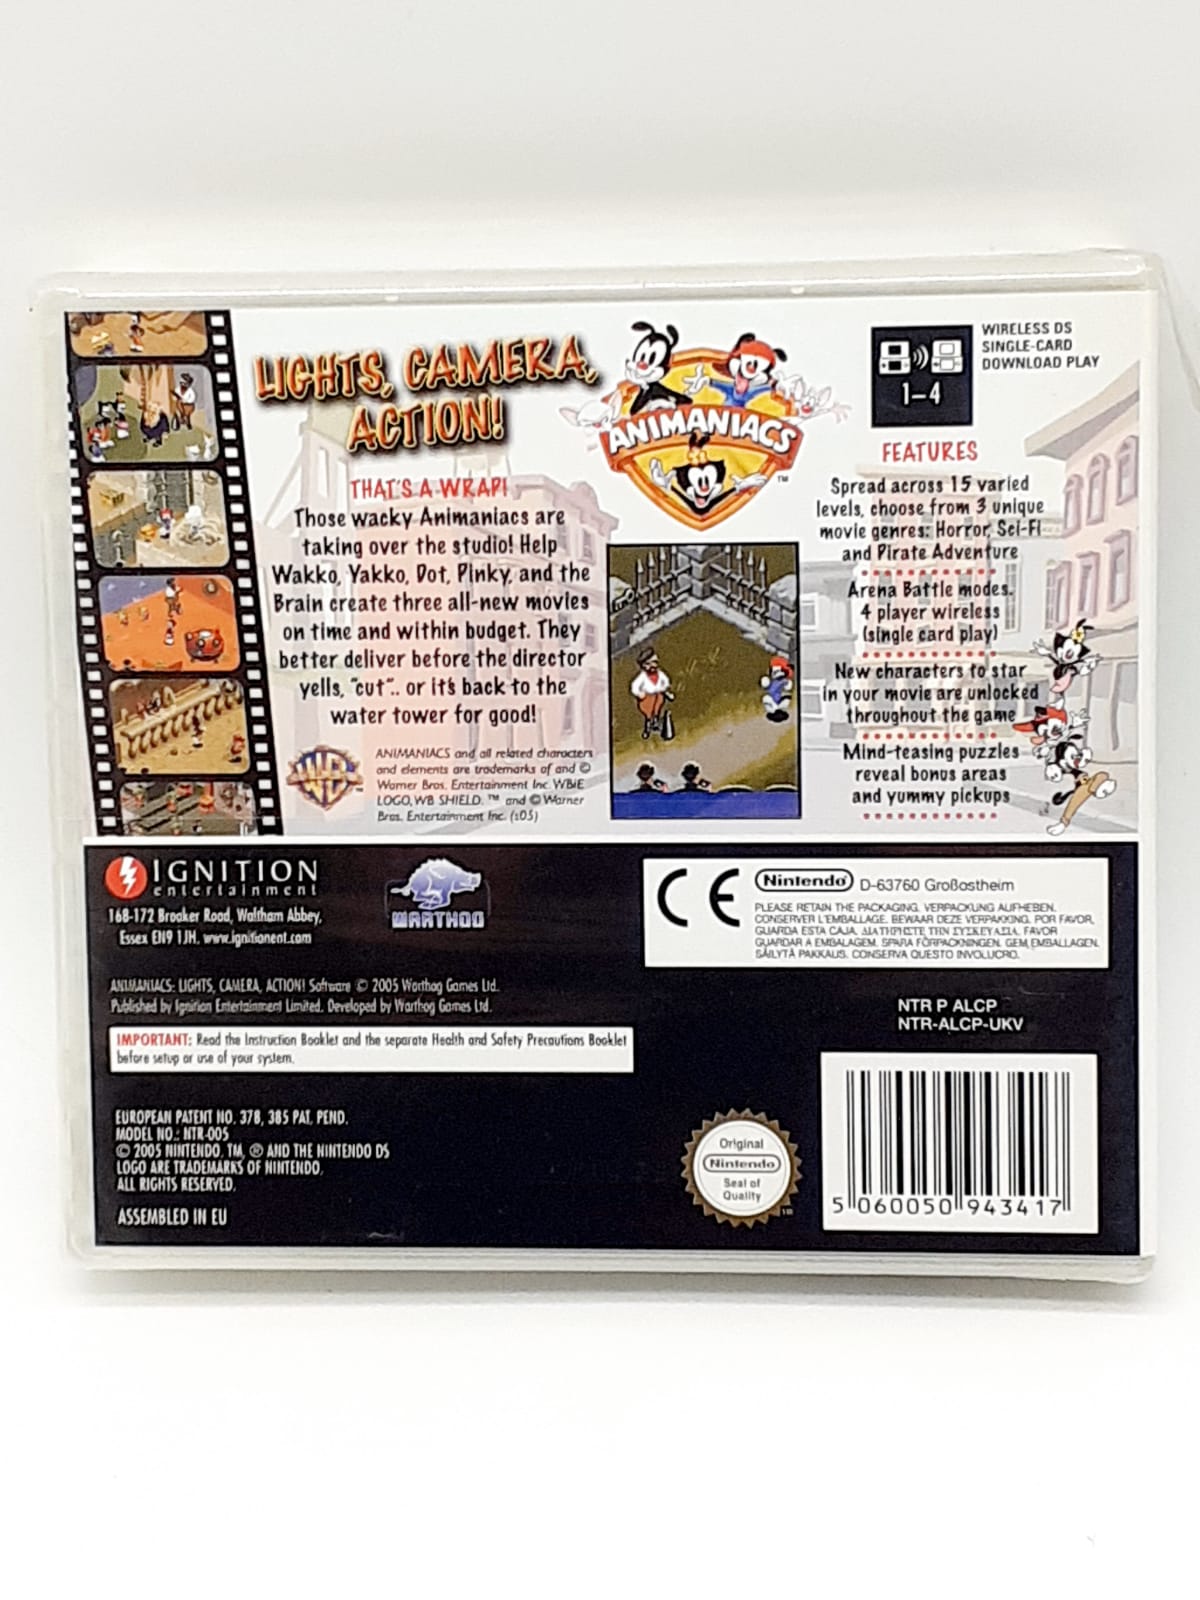 LIGHTS, CAMERA,
ACTION!
THAT'S A WRAP!
Those wacky Animaniacs are
taking over the studio! Help
Wakko, Yakko, Dot, Pinky, and the
Brain create three all-new movies
on time and within budget. They
better deliver before the director
yells, "cut".. or it's back to the
water tower for good!
WB
ANIMANIACS and all related characters
and elements are trademarks of and ©
Warner Bros. Entertainment Inc. WBIE
LOGO, WB SHIELD. ™ and © Warner
Bros. Entertainment Inc. (s05)
ANIMANIACS
TM
1-4
WIRELESS DS
SINGLE-CARD
DOWNLOAD PLAY
FEATURES
Spread across 15 varied
levels, choose from 3 unique
movie genres: Horror, Sci-Fi
and Pirate Adventure
Arena Battle modes.
4 player wireless
(single card play)
New characters to star
in your movie are unlocked
throughout the game
Mind-teasing puzzles
reveal bonus areas
and yummy pickups
IGNITION
entertainment
168-172 Brooker Road, Waltham Abbey,
Essex EN9 1JH, www.ignitionent.com
WARTHOG
ANIMANIACS: LIGHTS, CAMERA, ACTION! Software © 2005 Warthog Games Ltd.
Published by Ignition Entertainment Limited. Developed by Warthog Games Ltd.
IMPORTANT: Read the Instruction Booklet and the separate Health and Safety Precautions Booklet
before setup or use of your system.
EUROPEAN PATENT NO. 378, 385 PAT. PEND.
MODEL NO.: NTR-005
© 2005 NINTENDO. TM, ® AND THE NINTENDO DS
LOGO ARE TRADEMARKS OF NINTENDO.
ALL RIGHTS RESERVED.
ASSEMBLED IN EU
CE
Nintendo D-63760 Großostheim
PLEASE RETAIN THE PACKAGING. VERPACKUNG AUFHEBEN.
CONSERVER L'EMBALLAGE. BEWAAR DEZE VERPAKKING. POR FAVOR,
GUARDA ESTA CAJA. ΔΙΑΤΗΡΗΣΤΕ ΤΗΝ ΣΥΣΚΕΥΑΣΙΑ. FAVOR
GUARDAR A EMBALAGEM. SPARA FÖRPACKNINGEN. GEM EMBALLAGEN.
SÄILYTÄ PAKKAUS. CONSERVA QUESTO INVOLUCRO.
NTR P ALCP
NTR-ALCP-UKV
Original
Nintendo
Seal of
Quality
5 060050 943417